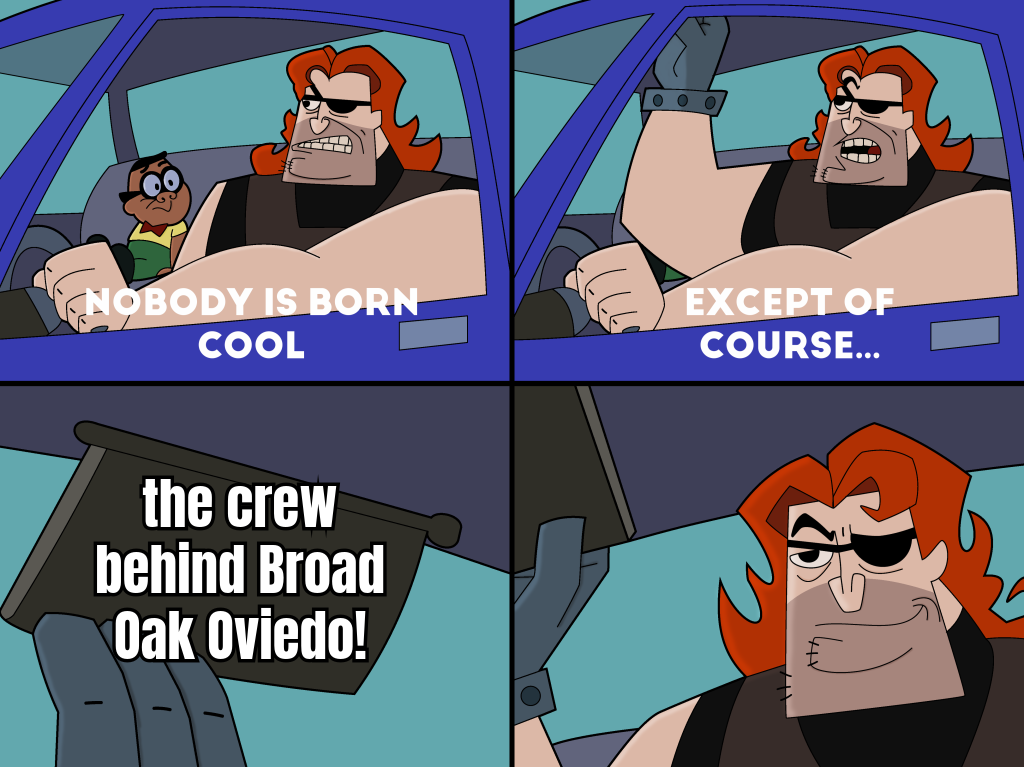 NOBODY IS BORN
COOL
EXCEPT OF
COURSE...
the crew
behind Broad
Oak Oviedo!